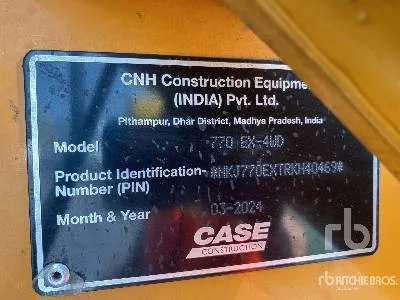 CNH Construction Equipme
(INDIA) Pvt. Ltd.
Pithampur, Dhar District, Madhya Pradesh, India
Model 770 EX-4WD
Product Identification- *NKJ770EXTRKH40469*
Number (PIN)
Month & Year 03-2024
CASE
CONSTRUCTION
rb
rb RITCHIE BROS.